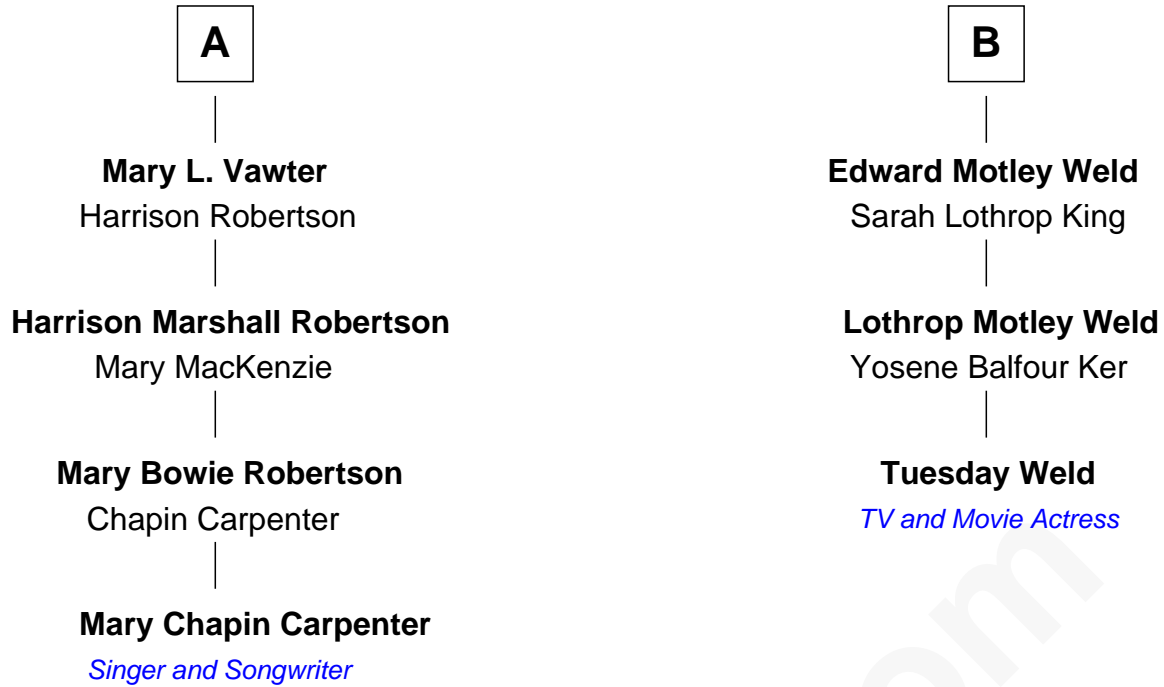 A
Mary L. Vawter
Harrison Robertson
Harrison Marshall Robertson
Mary MacKenzie
Mary Bowie Robertson
Chapin Carpenter
Mary Chapin Carpenter
Singer and Songwriter
B
Edward Motley Weld
Sarah Lothrop King
Lothrop Motley Weld
Yosene Balfour Ker
Tuesday Weld
TV and Movie Actress
om